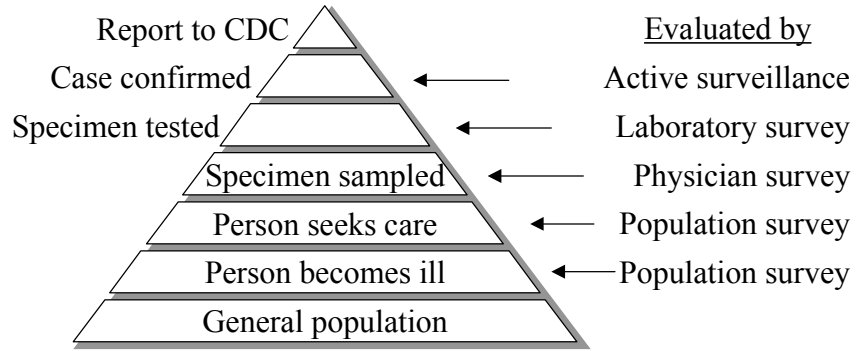 Report to CDC
Evaluated by
Case confirmed
Active surveillance
Specimen tested
Laboratory survey
Specimen sampled
Physician survey
Person seeks care
Population survey
Person becomes ill
Population survey
General population